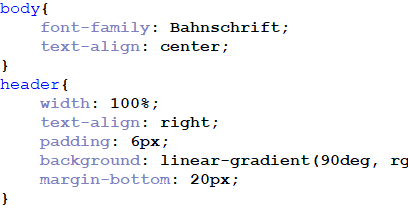 body{
    font-family: Bahnschrift;
    text-align: center;
}
header{
    width: 100%;
    text-align: right;
    padding: 6px;
    background: linear-gradient(90deg, rg
    margin-bottom: 20px;
}